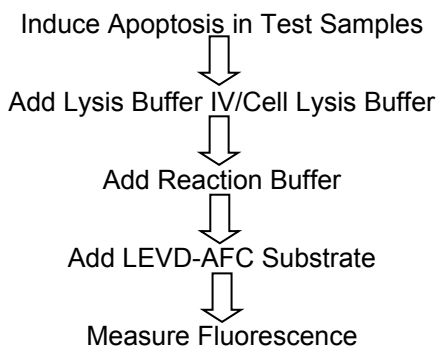 Induce Apoptosis in Test Samples
Add Lysis Buffer IV/Cell Lysis Buffer
Add Reaction Buffer
Add LEVD-AFC Substrate
Measure Fluorescence